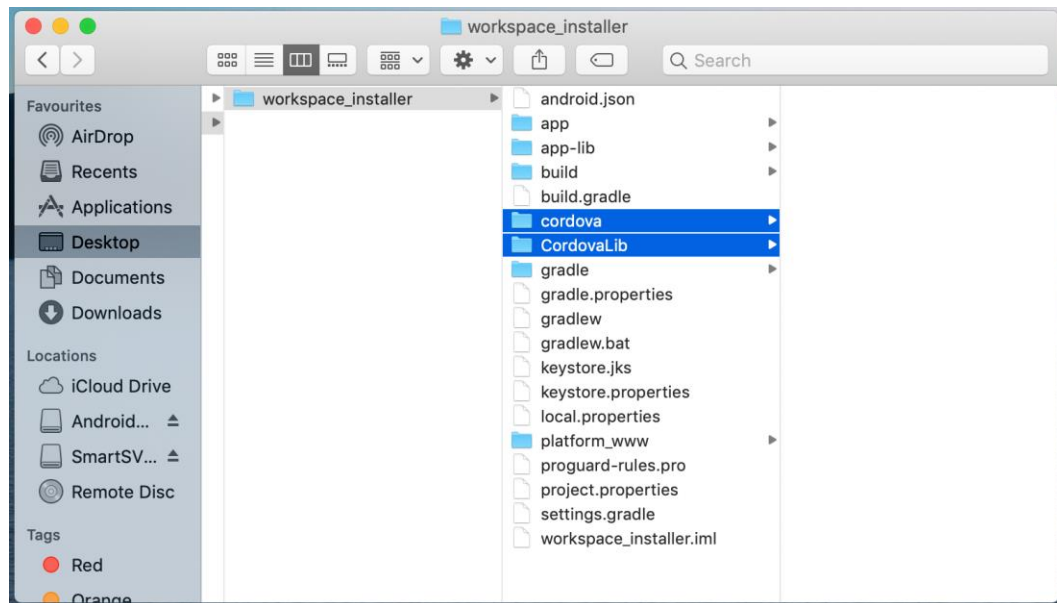 workspace_installer
Search
Favourites
AirDrop
Recents
Applications
Desktop
Documents
Downloads
Locations
iCloud Drive
Android...
SmartSV...
Remote Disc
Tags
Red
Orange
workspace_installer
android.json
app
app-lib
build
build.gradle
cordova
CordovaLib
gradle
gradle.properties
gradlew
gradlew.bat
keystore.jks
keystore.properties
local.properties
platform_www
proguard-rules.pro
project.properties
settings.gradle
workspace_installer.iml